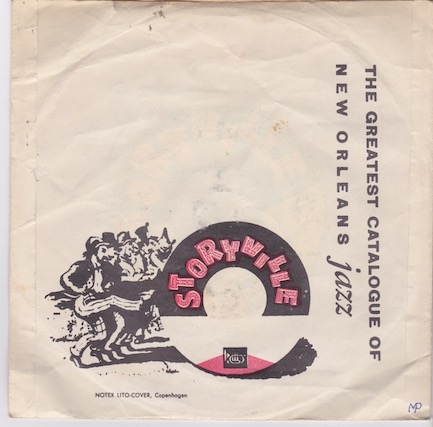 THE GREATEST CATALOGUE OF
NEW ORLEANS jazz
STORYVILLE
NOTEX LITO-COVER, Copenhagen
MP